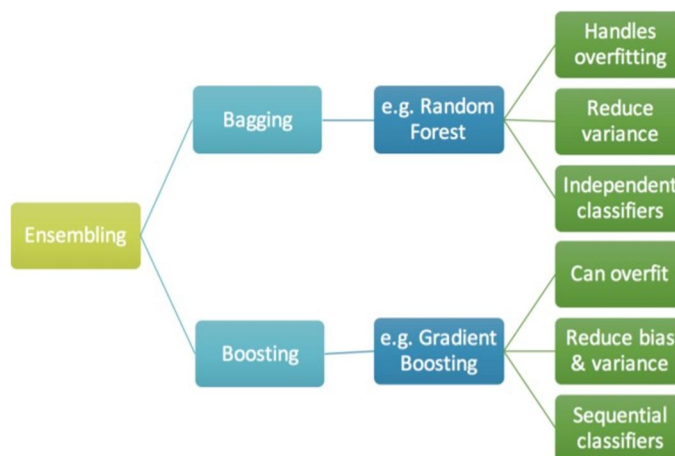 Ensembling
Bagging
e.g. Random
Forest
Handles
overfitting
Reduce
variance
Independent
classifiers
Boosting
e.g. Gradient
Boosting
Can overfit
Reduce bias
& variance
Sequential
classifiers